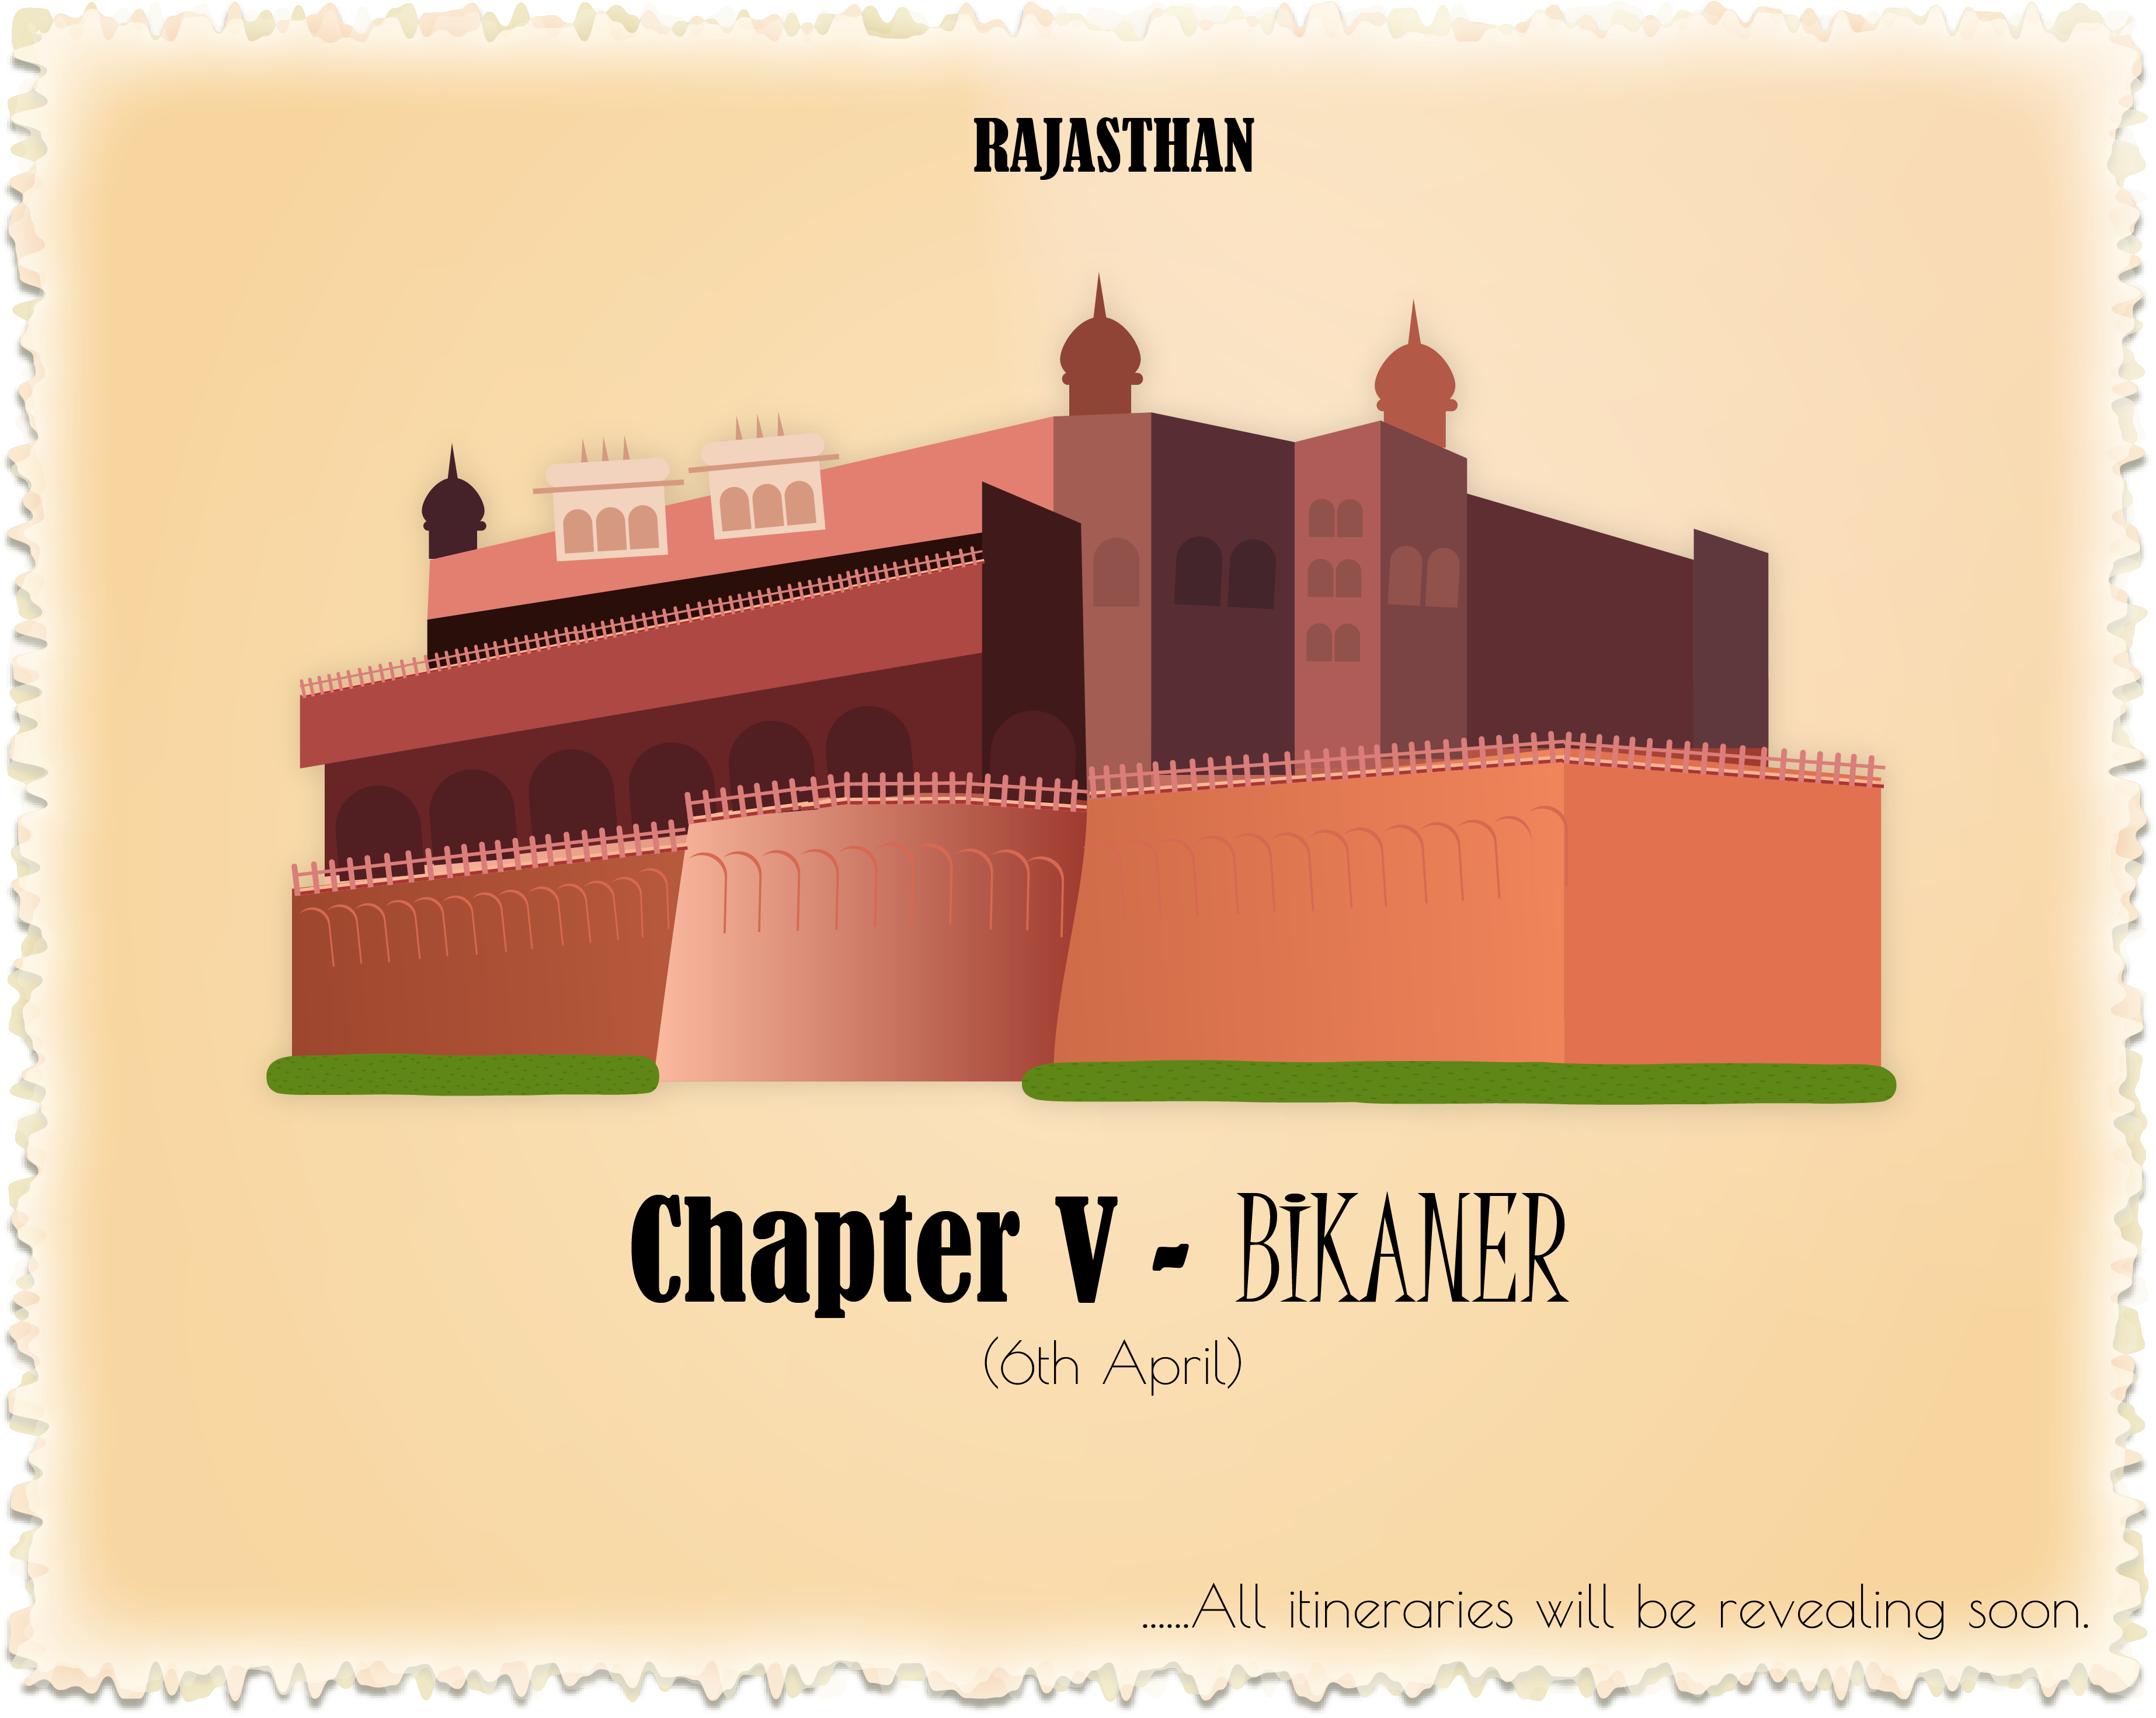 RAJASTHAN
Chapter V - BiKANER
(6th April)
......All itineraries will be revealing soon.